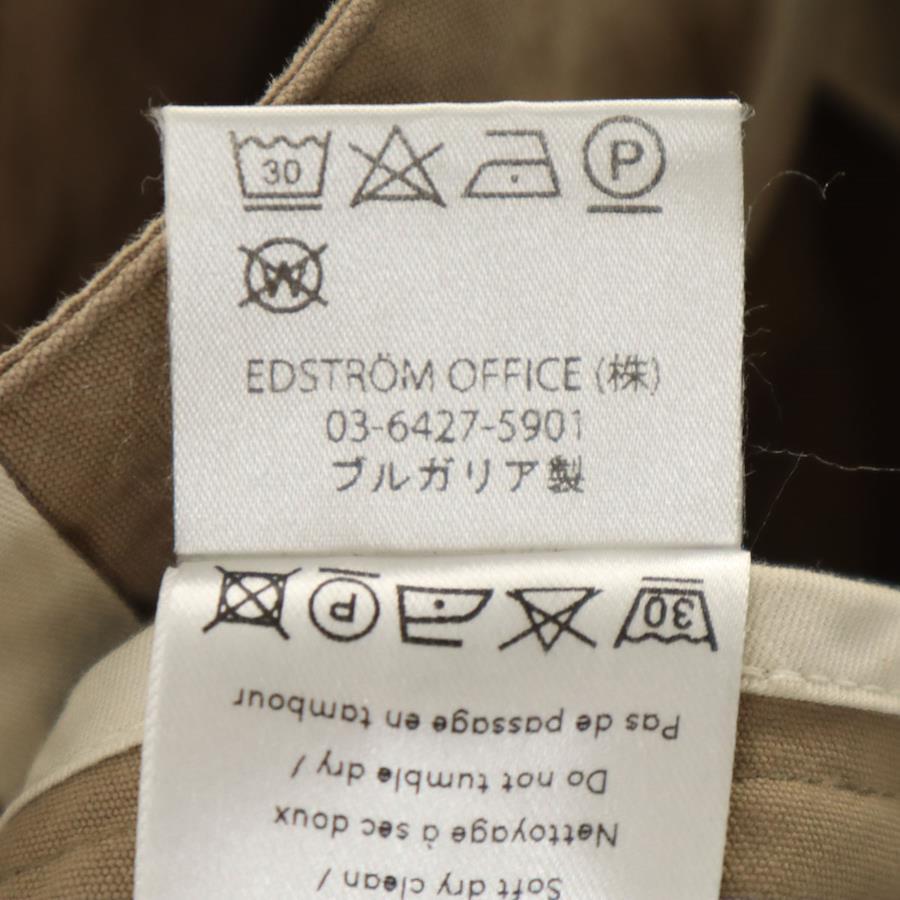 30 P
W
EDSTRÖM OFFICE (株)
03-6427-5901
ブルガリア製
Soft dry clean /
Nettoyage à sec doux
Do not tumble dry /
Pas de passage en tambour
30 P